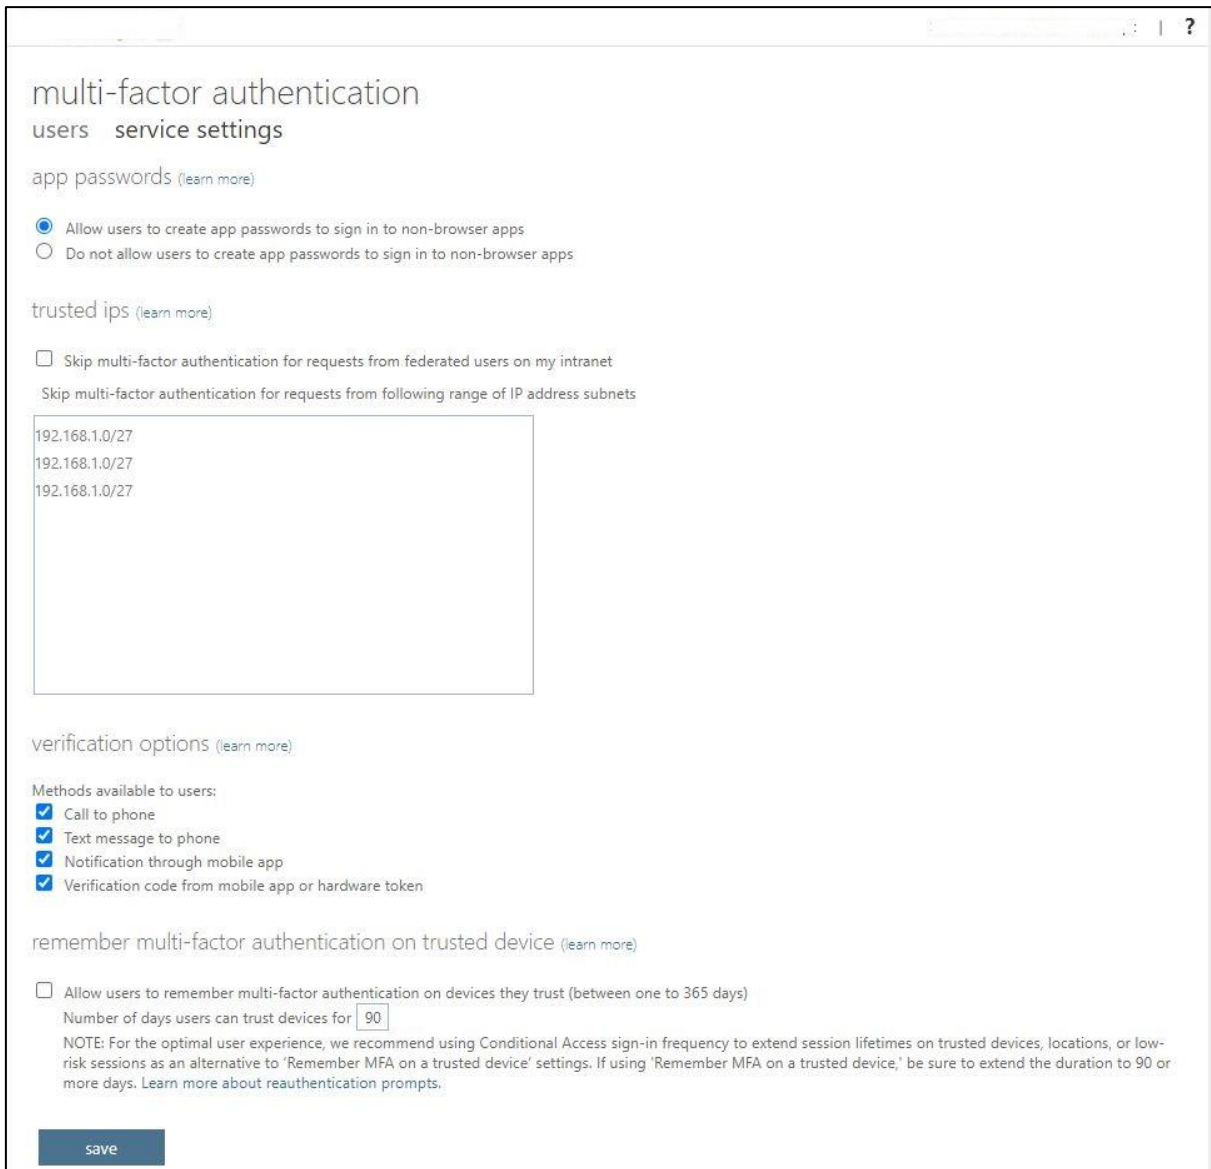 | ?
multi-factor authentication
users service settings
app passwords (learn more)
Allow users to create app passwords to sign in to non-browser apps
Do not allow users to create app passwords to sign in to non-browser apps
trusted ips (learn more)
Skip multi-factor authentication for requests from federated users on my intranet
Skip multi-factor authentication for requests from following range of IP address subnets
192.168.1.0/27
192.168.1.0/27
192.168.1.0/27
verification options (learn more)
Methods available to users:
Call to phone
Text message to phone
Notification through mobile app
Verification code from mobile app or hardware token
remember multi-factor authentication on trusted device (learn more)
Allow users to remember multi-factor authentication on devices they trust (between one to 365 days)
Number of days users can trust devices for 90
NOTE: For the optimal user experience, we recommend using Conditional Access sign-in frequency to extend session lifetimes on trusted devices, locations, or low-
risk sessions as an alternative to 'Remember MFA on a trusted device' settings. If using 'Remember MFA on a trusted device,' be sure to extend the duration to 90 or
more days. Learn more about reauthentication prompts.
save